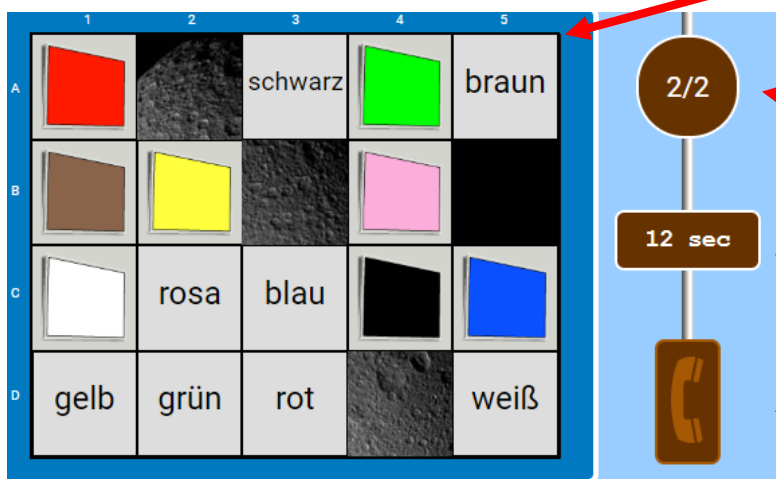 1 2 3 4 5
A schwarz braun
B
C rosa blau
D gelb grün rot weiß
2/2
12 sec